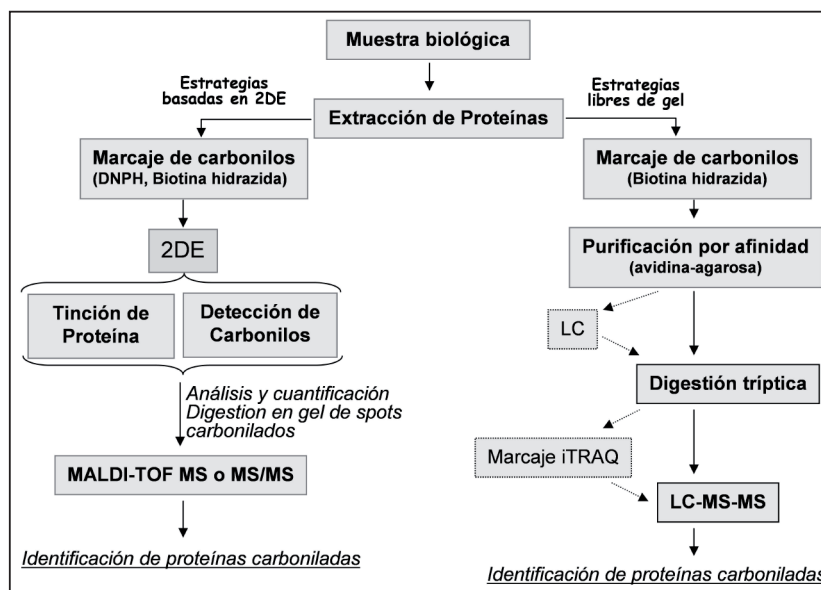 Muestra biológica
Estrategias
basadas en 2DE
Estrategias
libres de gel
Extracción de Proteínas
Marcaje de carbonilos
(DNPH, Biotina hidrazida)
2DE
Tinción de
Proteína
Detección de
Carbonilos
Análisis y cuantificación
Digestion en gel de spots
carbonilados
MALDI-TOF MS o MS/MS
Identificación de proteínas carboniladas
Marcaje de carbonilos
(Biotina hidrazida)
Purificación por afinidad
(avidina-agarosa)
LC
Digestión tríptica
Marcaje iTRAQ
LC-MS-MS
Identificación de proteínas carboniladas